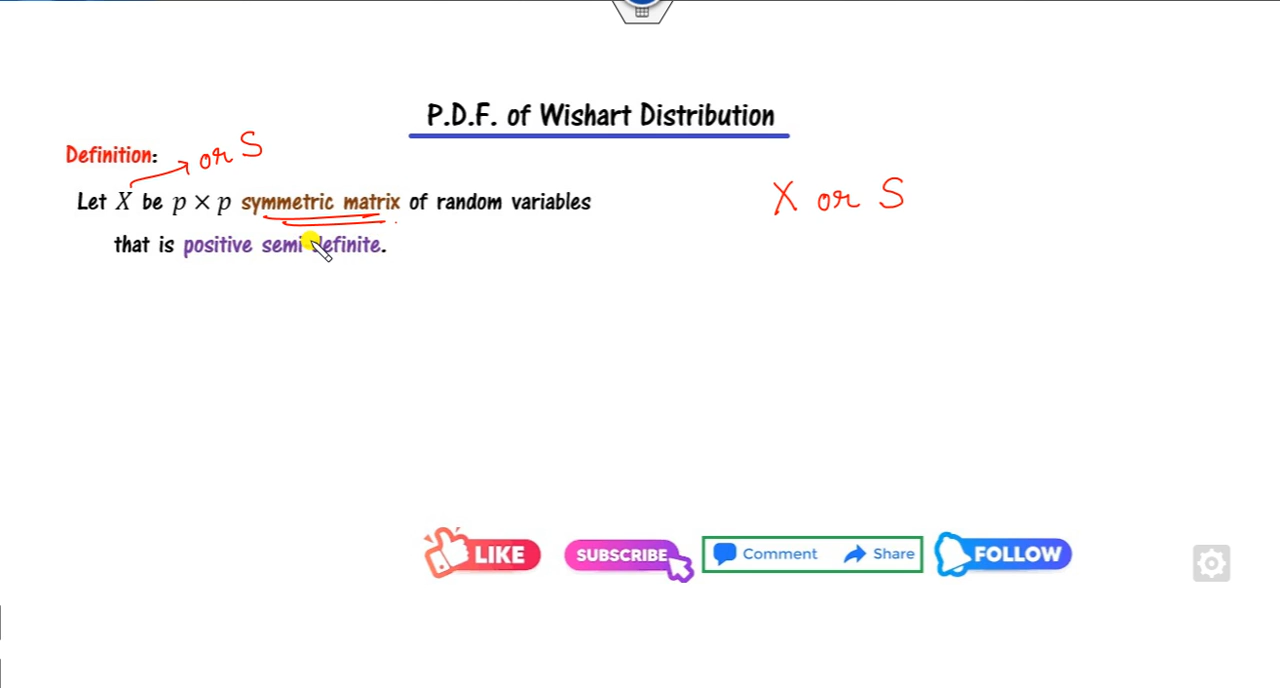 P.D.F. of Wishart Distribution
Definition: or S
Let X be p × p symmetric matrix of random variables
X or S
that is positive semi definite.
LIKE
SUBSCRIBE
Comment Share
FOLLOW